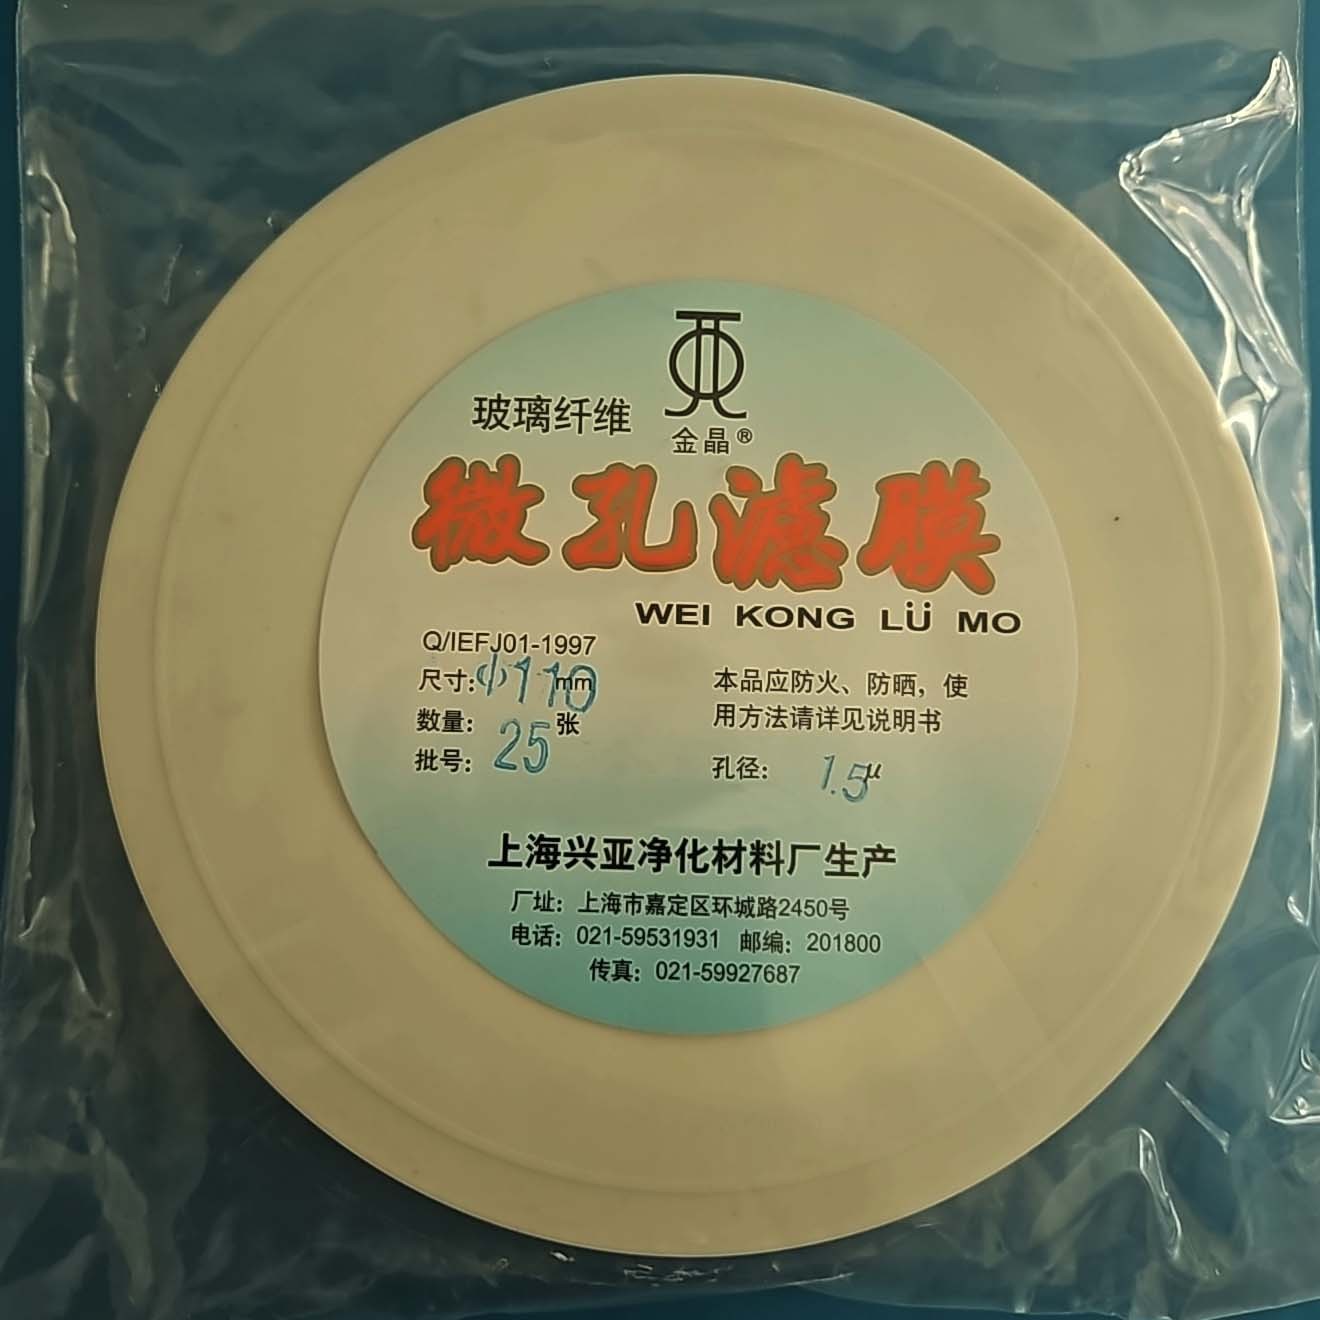 玻璃纤维
金晶®
微孔滤膜
WEI KONG LÜ MO
Q/IEFJ01-1997
尺寸:Φ110mm
数量: 25张
批号:
本品应防火、防晒, 使
用方法请详见说明书
孔径: 1.5μ
上海兴亚净化材料厂生产
厂址: 上海市嘉定区环城路2450号
电话: 021-59531931 邮编: 201800
传真: 021-59927687